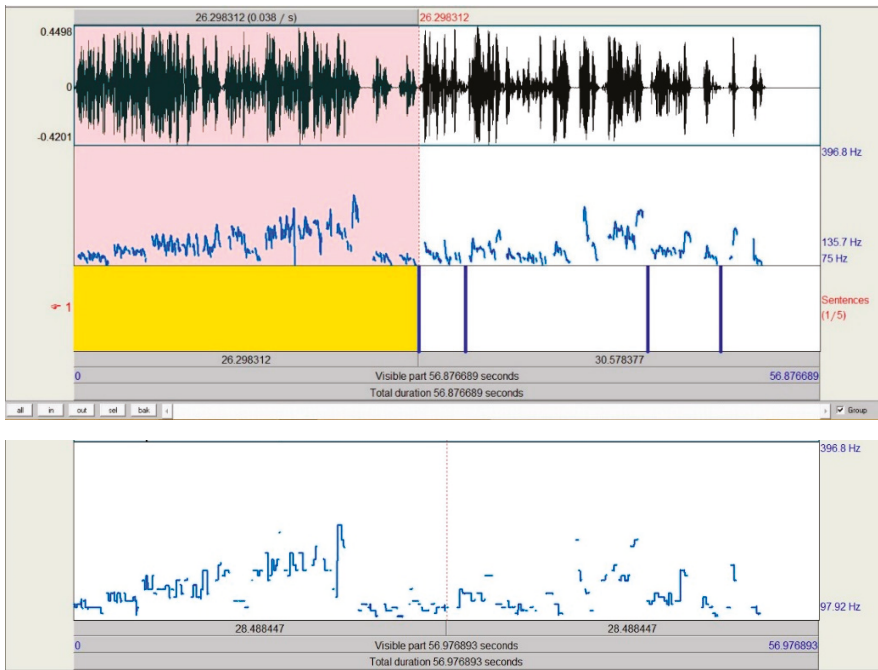 26.298312 (0.038 / s) 26.298312
0.4498
0
-0.4201
396.8 Hz
135.7 Hz
75 Hz
1
Sentences
(1/5)
26.298312 30.578377
0 Visible part 56.876689 seconds 56.876689
Total duration 56.876689 seconds
all in out sel bak Group
396.8 Hz
97.92 Hz
28.488447 28.488447
0 Visible part 56.976893 seconds 56.976893
Total duration 56.976893 seconds